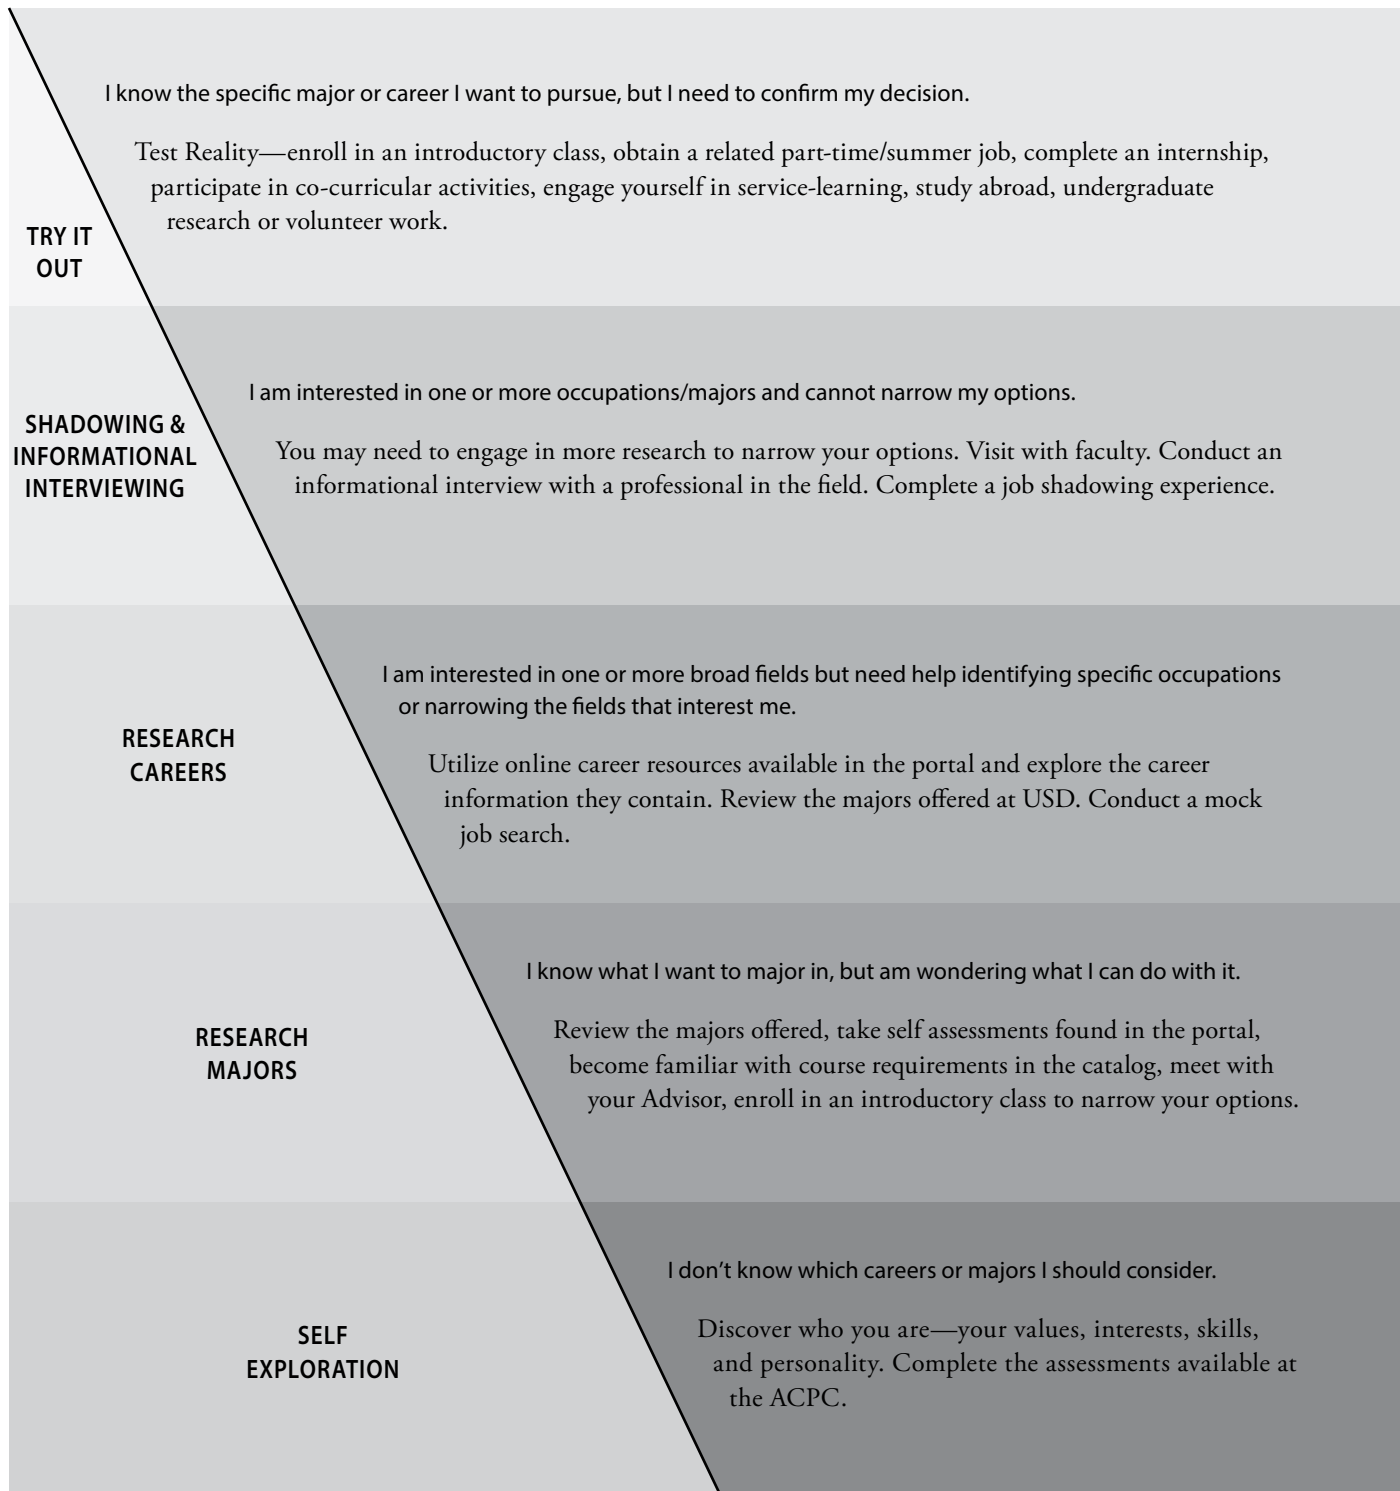 I know the specific major or career I want to pursue, but I need to confirm my decision.
Test Reality—enroll in an introductory class, obtain a related part-time/summer job, complete an internship,
participate in co-curricular activities, engage yourself in service-learning, study abroad, undergraduate
research or volunteer work.
TRY IT
OUT
I am interested in one or more occupations/majors and cannot narrow my options.
You may need to engage in more research to narrow your options. Visit with faculty. Conduct an
informational interview with a professional in the field. Complete a job shadowing experience.
SHADOWING &
INFORMATIONAL
INTERVIEWING
I am interested in one or more broad fields but need help identifying specific occupations
or narrowing the fields that interest me.
Utilize online career resources available in the portal and explore the career
information they contain. Review the majors offered at USD. Conduct a mock
job search.
RESEARCH
CAREERS
I know what I want to major in, but am wondering what I can do with it.
Review the majors offered, take self assessments found in the portal,
become familiar with course requirements in the catalog, meet with
your Advisor, enroll in an introductory class to narrow your options.
RESEARCH
MAJORS
I don’t know which careers or majors I should consider.
Discover who you are—your values, interests, skills,
and personality. Complete the assessments available at
the ACPC.
SELF
EXPLORATION